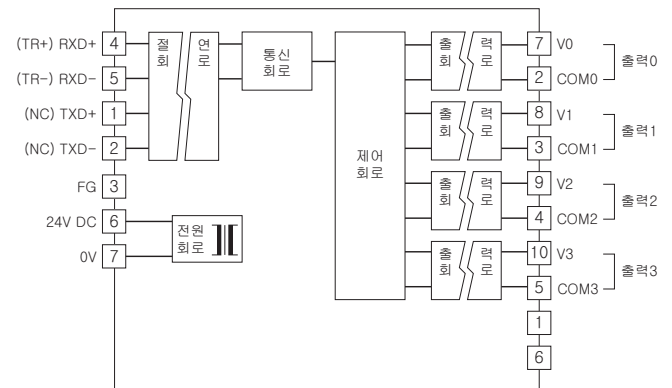 (TR+) RXD+ 4
(TR-) RXD- 5
(NC) TXD+ 1
(NC) TXD- 2
FG 3
24V DC 6
0V 7
절 연
회 로
통신
회로
전원
회로
제어
회로
출 력
회 로
7 V0
2 COM0
출력0
출 력
회 로
8 V1
3 COM1
출력1
출 력
회 로
9 V2
4 COM2
출력2
출 력
회 로
10 V3
5 COM3
출력3
1
6